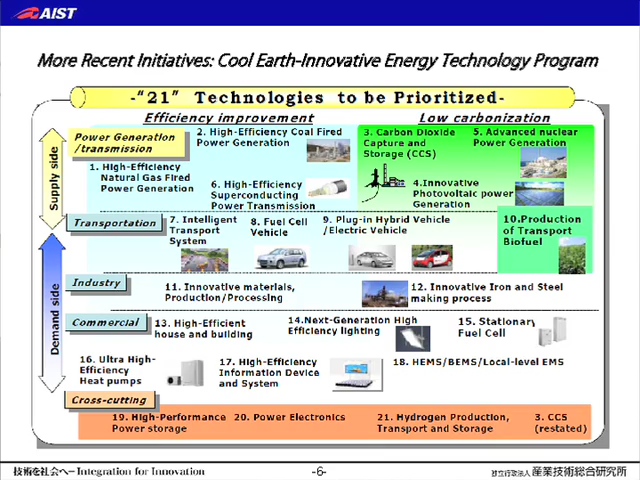 AIST
More Recent Initiatives: Cool Earth-Innovative Energy Technology Program
-"21" Technologies to be Prioritized-
Efficiency improvement
Low carbonization
Supply side
Power Generation
/transmission
1. High-Efficiency
Natural Gas Fired
Power Generation
2. High-Efficiency Coal Fired
Power Generation
6. High-Efficiency
Superconducting
Power Transmission
3. Carbon Dioxide
Capture and
Storage (CCS)
5. Advanced nuclear
Power Generation
4.Innovative
Photovoltaic power
Generation
Demand side
Transportation
7. Intelligent
Transport
System
8. Fuel Cell
Vehicle
9. Plug-in Hybrid Vehicle
/Electric Vehicle
10.Production
of Transport
Biofuel
Industry
11. Innovative materials,
Production/Processing
12. Innovative Iron and Steel
making process
Commercial
13. High-Efficient
house and building
14.Next-Generation High
Efficiency lighting
15. Stationary
Fuel Cell
16. Ultra High-
Efficiency
Heat pumps
17. High-Efficiency
Information Device
and System
18. HEMS/BEMS/Local-level EMS
Cross-cutting
19. High-Performance
Power storage
20. Power Electronics
21. Hydrogen Production,
Transport and Storage
3. CCS
(restated)
技術を社会へ－Integration for Innovation
-6-
独立行政法人 産業技術総合研究所